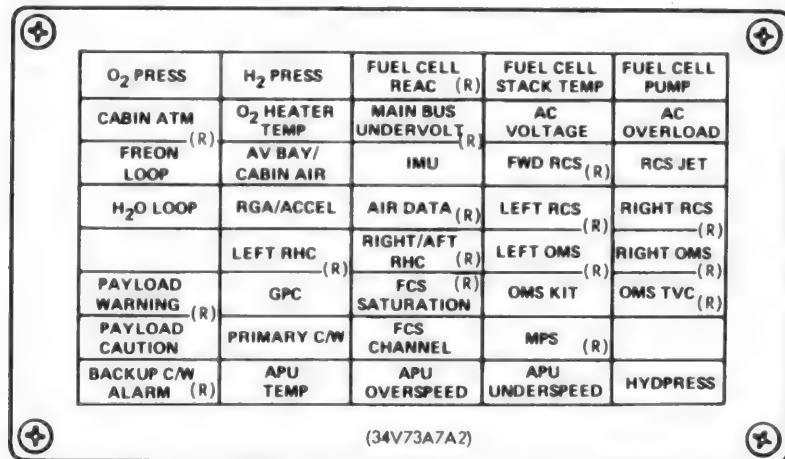 O2 PRESS H2 PRESS FUEL CELL REAC (R) FUEL CELL STACK TEMP FUEL CELL PUMP
CABIN ATM (R) O2 HEATER TEMP MAIN BUS UNDERVOLT (R) AC VOLTAGE AC OVERLOAD
FREON LOOP AV BAY/ CABIN AIR IMU FWD RCS (R) RCS JET
H2O LOOP RGA/ACCEL AIR DATA (R) LEFT RCS (R) RIGHT RCS (R)
LEFT RHC (R) RIGHT/AFT RHC (R) LEFT OMS (R) RIGHT OMS (R)
PAYLOAD WARNING (R) GPC FCS (R) SATURATION OMS KIT OMS TVC (R)
PAYLOAD CAUTION PRIMARY C/W FCS CHANNEL MPS (R)
BACKUP C/W ALARM (R) APU TEMP APU OVERSPEED APU UNDERSPEED HYDPRESS
(34V73A7A2)